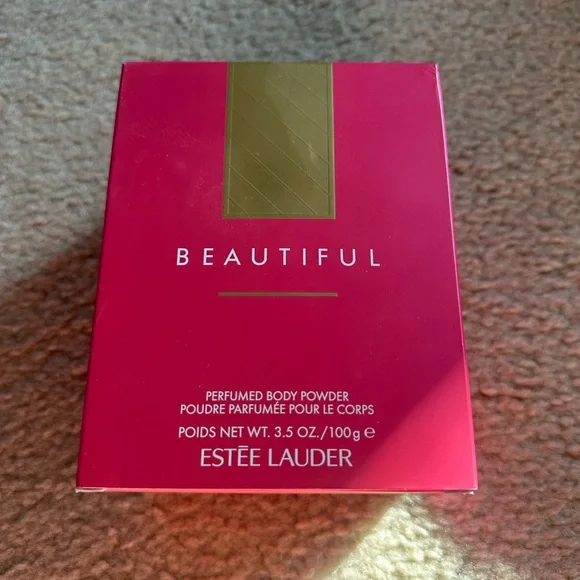 BEAUTIFUL
PERFUMED BODY POWDER
POUDRE PARFUMÉE POUR LE CORPS
POIDS NET WT. 3.5 OZ./100g ℮
ESTĒE LAUDER